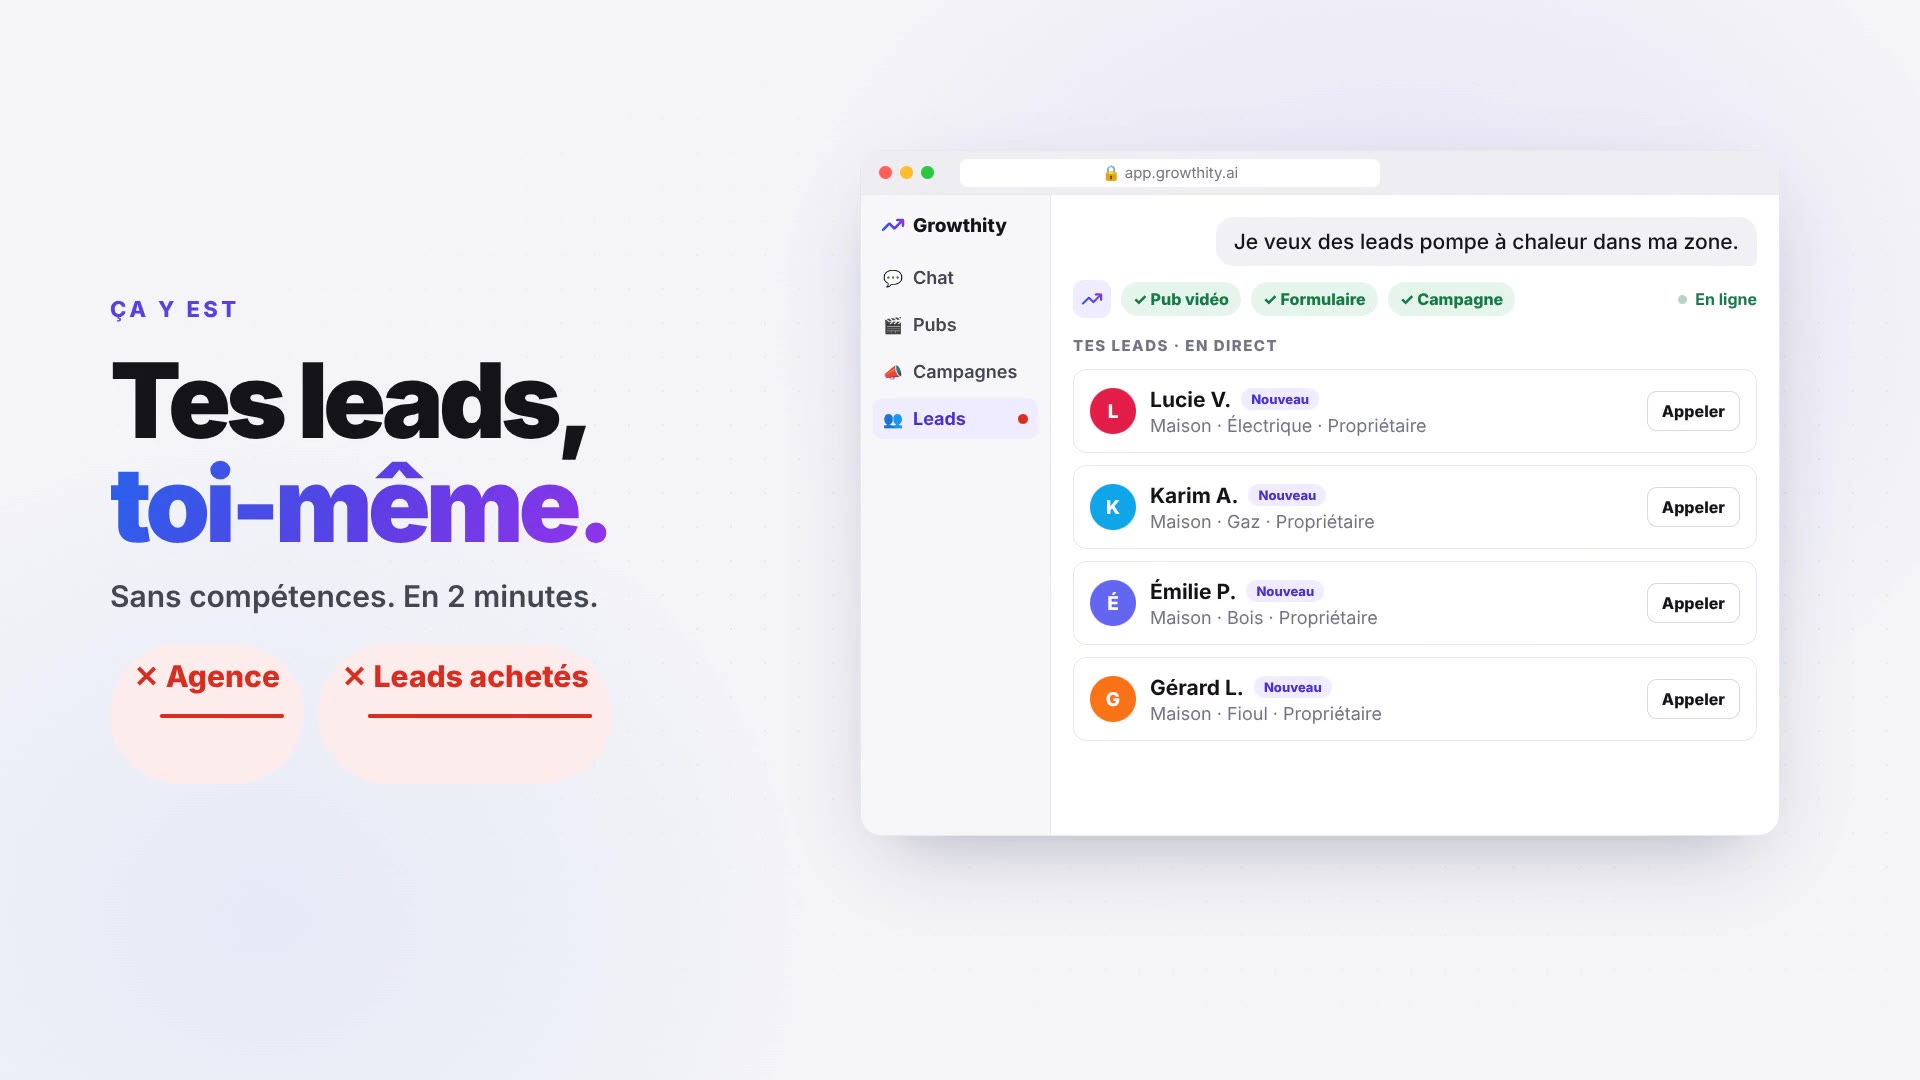 ÇA Y EST
Tes leads,
toi-même.
Sans compétences. En 2 minutes.
✕ Agence
✕ Leads achetés
🔒 app.growthity.ai
Growthity
💬 Chat
🎬 Pubs
📣 Campagnes
👥 Leads
Je veux des leads pompe à chaleur dans ma zone.
✓ Pub vidéo ✓ Formulaire ✓ Campagne
En ligne
TES LEADS · EN DIRECT
L
Lucie V. Nouveau
Maison · Électrique · Propriétaire
Appeler
K
Karim A. Nouveau
Maison · Gaz · Propriétaire
Appeler
É
Émilie P. Nouveau
Maison · Bois · Propriétaire
Appeler
G
Gérard L. Nouveau
Maison · Fioul · Propriétaire
Appeler